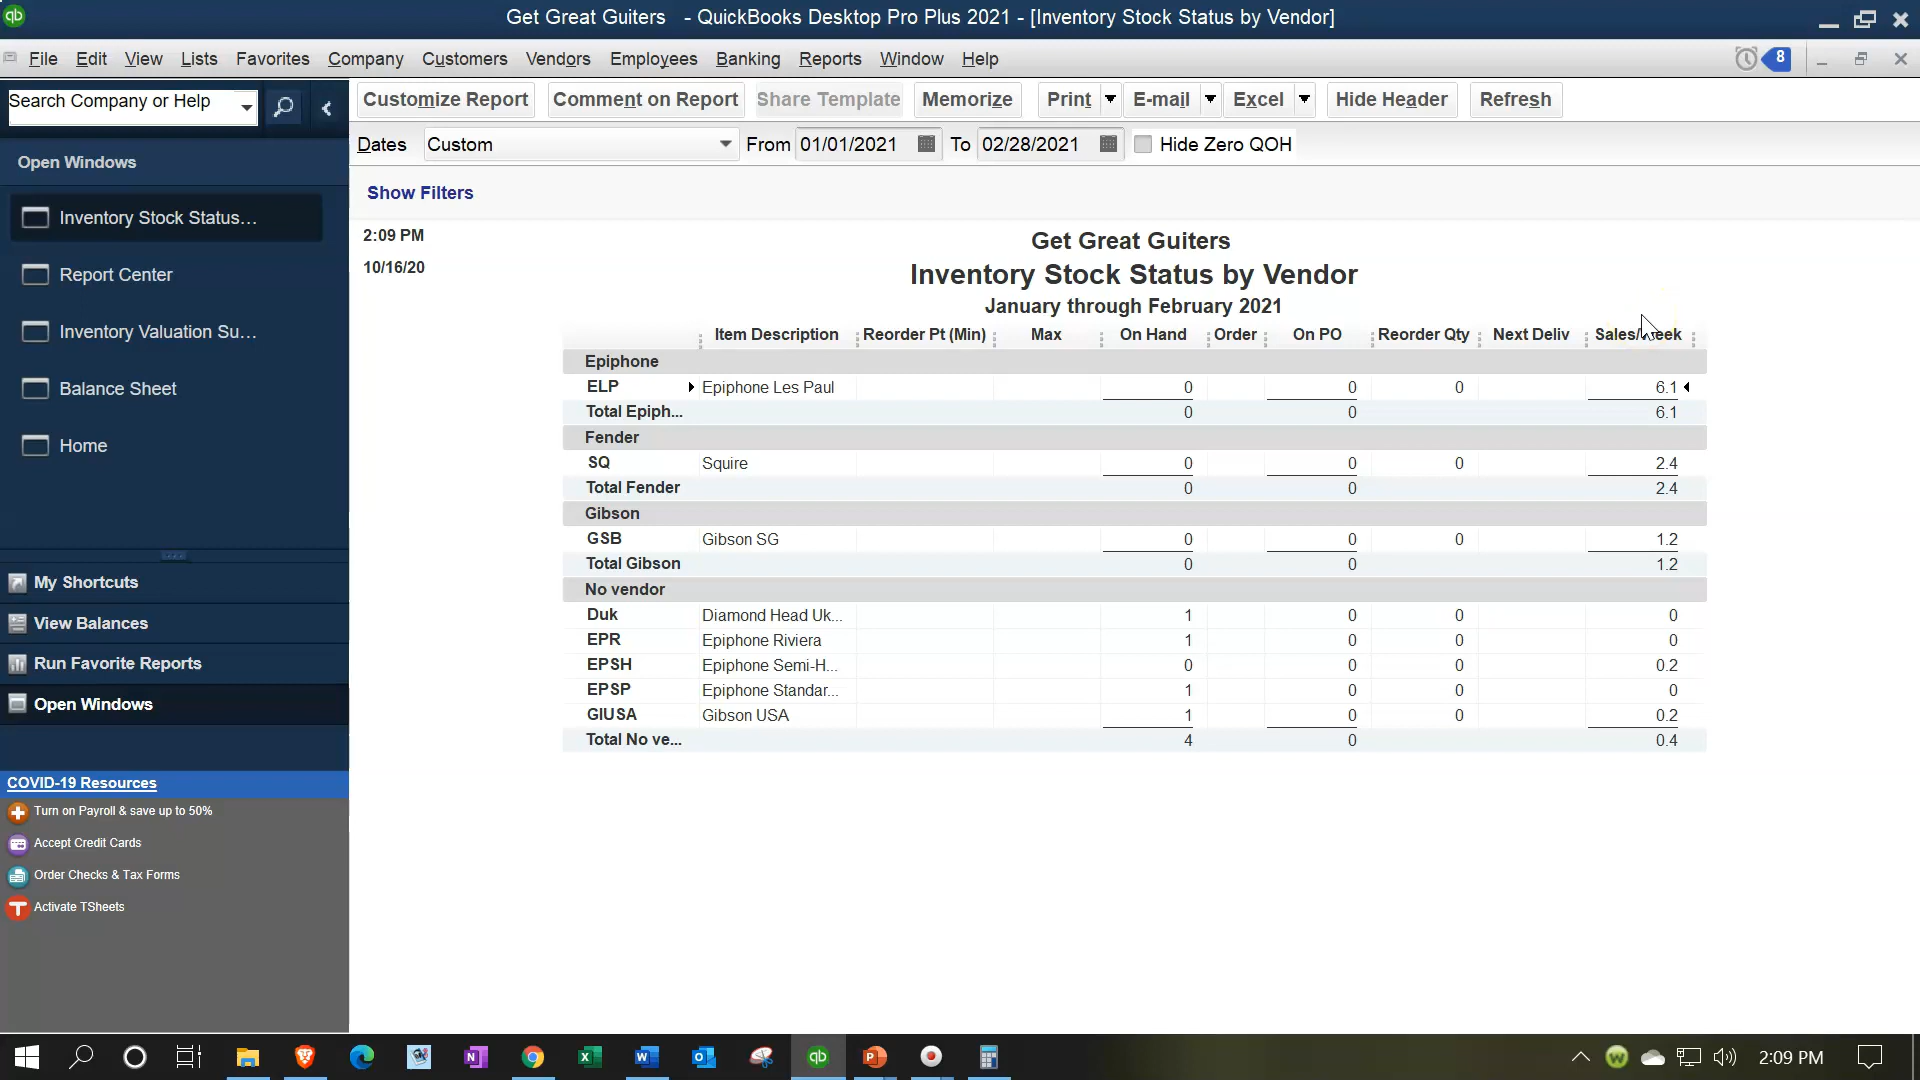 qb Get Great Guiters - QuickBooks Desktop Pro Plus 2021 - [Inventory Stock Status by Vendor]
File Edit View Lists Favorites Company Customers Vendors Employees Banking Reports Window Help 8
Search Company or Help
Customize Report Comment on Report Share Template Memorize Print E-mail Excel Hide Header Refresh
Dates Custom From 01/01/2021 To 02/28/2021 Hide Zero QOH
Open Windows
Inventory Stock Status…
Report Center
Inventory Valuation Su…
Balance Sheet
Home
My Shortcuts
View Balances
Run Favorite Reports
Open Windows
COVID-19 Resources
Turn on Payroll & save up to 50%
Accept Credit Cards
Order Checks & Tax Forms
Activate TSheets
Show Filters
2:09 PM
10/16/20
Get Great Guiters
Inventory Stock Status by Vendor
January through February 2021
Item Description Reorder Pt (Min) Max On Hand Order On PO Reorder Qty Next Deliv Sales/Week
Epiphone
ELP Epiphone Les Paul 0 0 0 6.1
Total Epiph... 0 0 6.1
Fender
SQ Squire 0 0 0 2.4
Total Fender 0 0 2.4
Gibson
GSB Gibson SG 0 0 0 1.2
Total Gibson 0 0 1.2
No vendor
Duk Diamond Head Uk... 1 0 0 0
EPR Epiphone Riviera 1 0 0 0
EPSH Epiphone Semi-H... 0 0 0 0.2
EPSP Epiphone Standar... 1 0 0 0
GIUSA Gibson USA 1 0 0 0.2
Total No ve... 4 0 0.4
2:09 PM